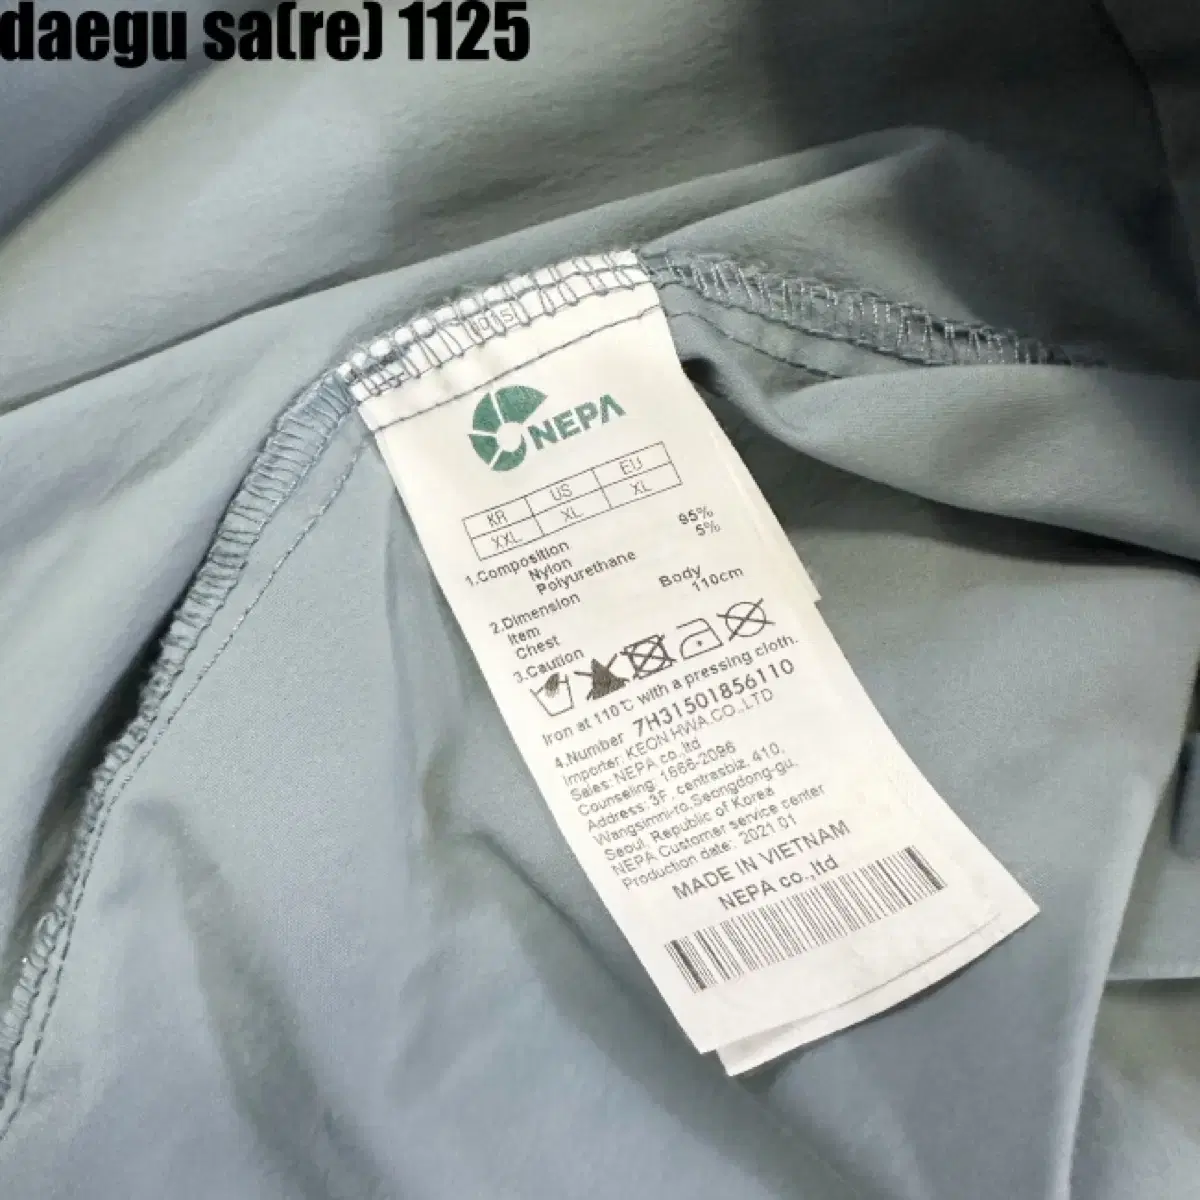 daegu sa(re) 1125
NEPA
KR US EU
XXL XL XL
1.Composition
Nylon 95%
Polyurethane 5%
2.Dimension
Item Body
Chest 110cm
3.Caution
Iron at 110℃ with a pressing cloth.
4.Number 7H31501856110
Importer: KEON HWA.CO.,LTD
Sales: NEPA co.,ltd
Counseling: 1666-2096
Address: 3F, centrasbiz, 410,
Wangsimni-ro,Seongdong-gu,
Seoul, Republic of Korea
NEPA Customer service center
Production date: 2021 01
MADE IN VIETNAM
NEPA co.,ltd